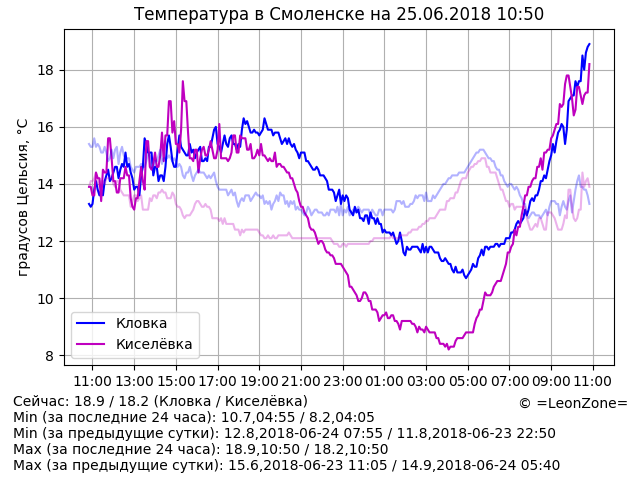 Температура в Смоленске на 25.06.2018 10:50
градусов Цельсия, °C
18
16
14
12
10
8
Кловка
Киселёвка
11:00 13:00 15:00 17:00 19:00 21:00 23:00 01:00 03:00 05:00 07:00 09:00 11:00
© =LeonZone=
Сейчас: 18.9 / 18.2 (Кловка / Киселёвка)
Min (за последние 24 часа): 10.7,04:55 / 8.2,04:05
Min (за предыдущие сутки): 12.8,2018-06-24 07:55 / 11.8,2018-06-23 22:50
Max (за последние 24 часа): 18.9,10:50 / 18.2,10:50
Max (за предыдущие сутки): 15.6,2018-06-23 11:05 / 14.9,2018-06-24 05:40